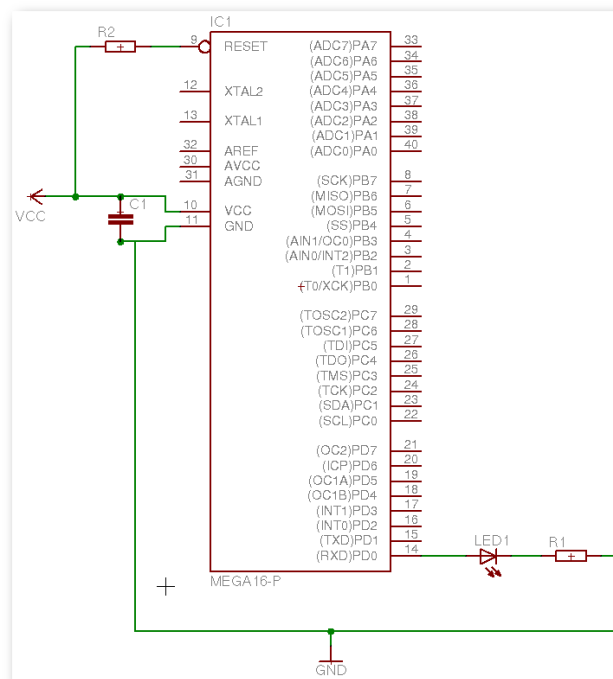 IC1
R2
9 RESET
12 XTAL2
13 XTAL1
32 AREF
30 AVCC
31 AGND
10 VCC
11 GND
VCC
C1
(ADC7)PA7 33
(ADC6)PA6 34
(ADC5)PA5 35
(ADC4)PA4 36
(ADC3)PA3 37
(ADC2)PA2 38
(ADC1)PA1 39
(ADC0)PA0 40
(SCK)PB7 8
(MISO)PB6 7
(MOSI)PB5 6
(SS)PB4 5
(AIN1/OC0)PB3 4
(AIN0/INT2)PB2 3
(T1)PB1 2
(T0/XCK)PB0 1
(TOSC2)PC7 29
(TOSC1)PC6 28
(TDI)PC5 27
(TDO)PC4 26
(TMS)PC3 25
(TCK)PC2 24
(SDA)PC1 23
(SCL)PC0 22
(OC2)PD7 21
(ICP)PD6 20
(OC1A)PD5 19
(OC1B)PD4 18
(INT1)PD3 17
(INT0)PD2 16
(TXD)PD1 15
(RXD)PD0 14
LED1
R1
MEGA16-P
GND